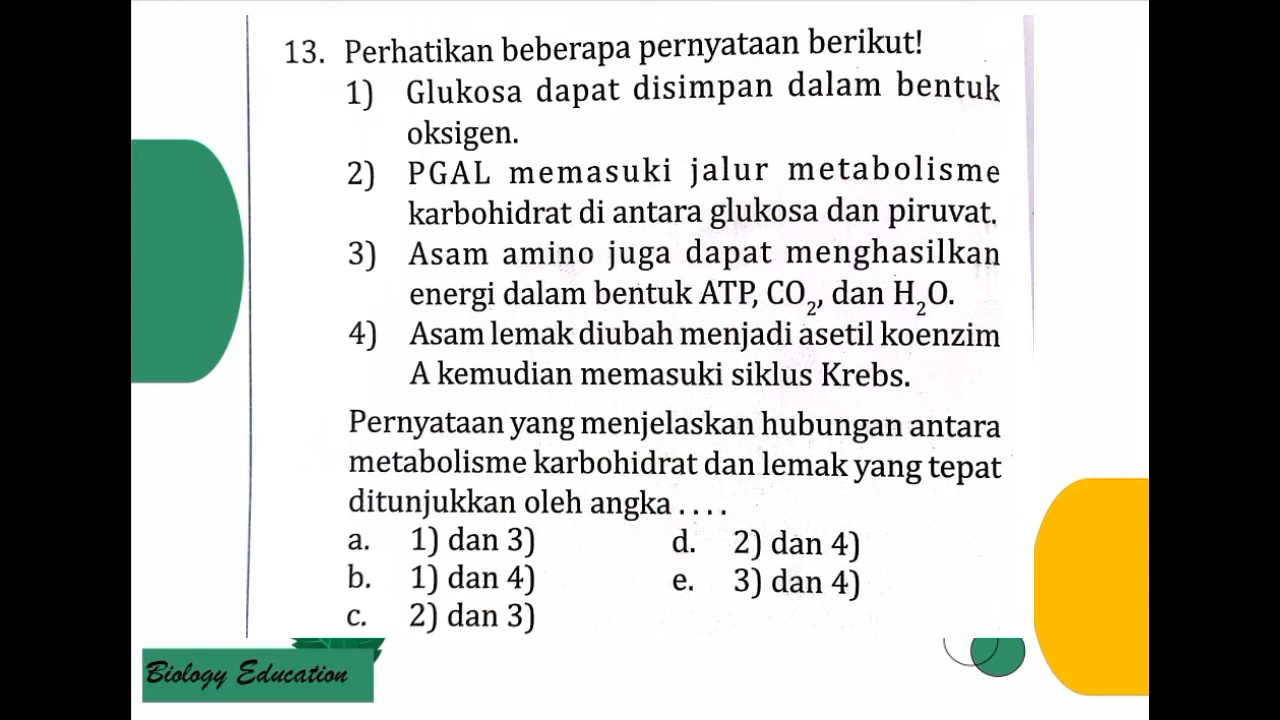 13. Perhatikan beberapa pernyataan berikut!
1) Glukosa dapat disimpan dalam bentuk
oksigen.
2) PGAL memasuki jalur metabolisme
karbohidrat di antara glukosa dan piruvat.
3) Asam amino juga dapat menghasilkan
energi dalam bentuk ATP, CO₂, dan H₂O.
4) Asam lemak diubah menjadi asetil koenzim
A kemudian memasuki siklus Krebs.
Pernyataan yang menjelaskan hubungan antara
metabolisme karbohidrat dan lemak yang tepat
ditunjukkan oleh angka . . . .
a. 1) dan 3)
b. 1) dan 4)
c. 2) dan 3)
d. 2) dan 4)
e. 3) dan 4)
Biology Education